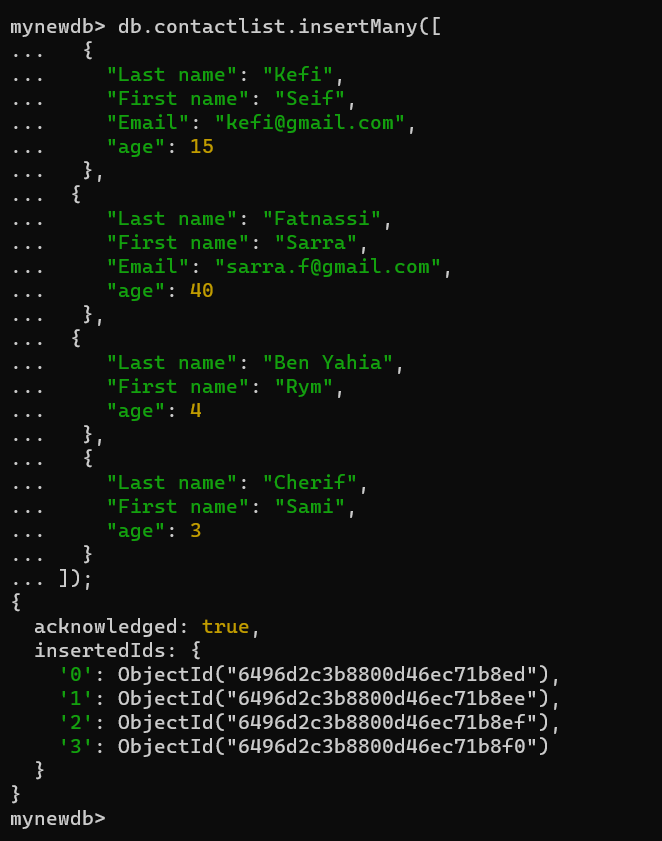 mynewdb> db.contactlist.insertMany([
...   {
...     "Last name": "Kefi",
...     "First name": "Seif",
...     "Email": "kefi@gmail.com",
...     "age": 15
...   },
...  {
...     "Last name": "Fatnassi",
...     "First name": "Sarra",
...     "Email": "sarra.f@gmail.com",
...     "age": 40
...   },
...  {
...     "Last name": "Ben Yahia",
...     "First name": "Rym",
...     "age": 4
...   },
...   {
...     "Last name": "Cherif",
...     "First name": "Sami",
...     "age": 3
...   }
... ]);
{
  acknowledged: true,
  insertedIds: {
    '0': ObjectId("6496d2c3b8800d46ec71b8ed"),
    '1': ObjectId("6496d2c3b8800d46ec71b8ee"),
    '2': ObjectId("6496d2c3b8800d46ec71b8ef"),
    '3': ObjectId("6496d2c3b8800d46ec71b8f0")
  }
}
mynewdb>